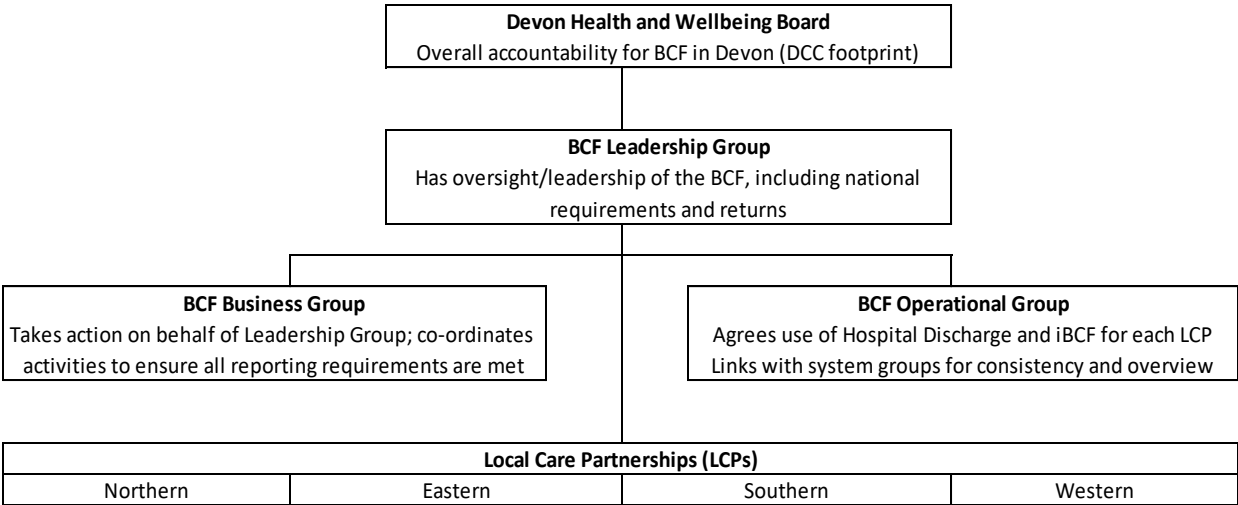 Devon Health and Wellbeing Board
Overall accountability for BCF in Devon (DCC footprint)
BCF Leadership Group
Has oversight/leadership of the BCF, including national
requirements and returns
BCF Business Group
Takes action on behalf of Leadership Group; co-ordinates
activities to ensure all reporting requirements are met
BCF Operational Group
Agrees use of Hospital Discharge and iBCF for each LCP
Links with system groups for consistency and overview
Local Care Partnerships (LCPs)
Northern
Eastern
Southern
Western